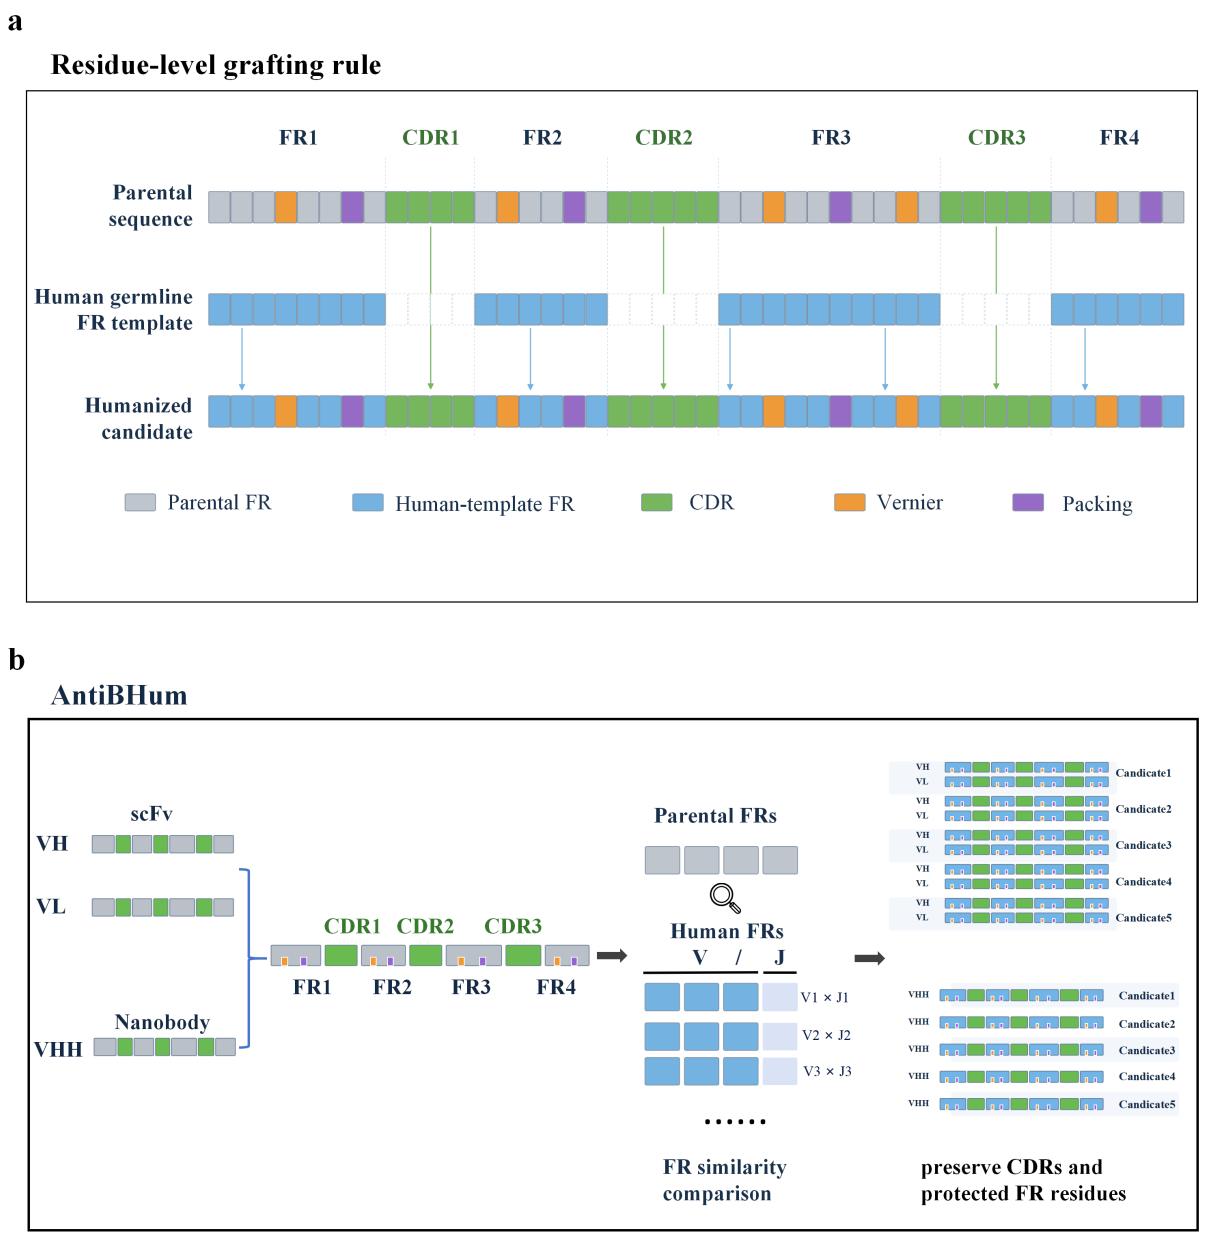 a
Residue-level grafting rule
FR1 CDR1 FR2 CDR2 FR3 CDR3 FR4
Parental
sequence
Human germline
FR template
Humanized
candidate
Parental FR Human-template FR CDR Vernier Packing
b
AntiBHum
scFv
VH
VL
Nanobody
VHH
CDR1 CDR2 CDR3
FR1 FR2 FR3 FR4
Parental FRs
Human FRs
V / J
V1 × J1
V2 × J2
V3 × J3
......
FR similarity
comparison
VH
VL
Candicate1
VH
VL
Candicate2
VH
VL
Candicate3
VH
VL
Candicate4
VH
VL
Candicate5
VHH Candicate1
VHH Candicate2
VHH Candicate3
VHH Candicate4
VHH Candicate5
preserve CDRs and
protected FR residues